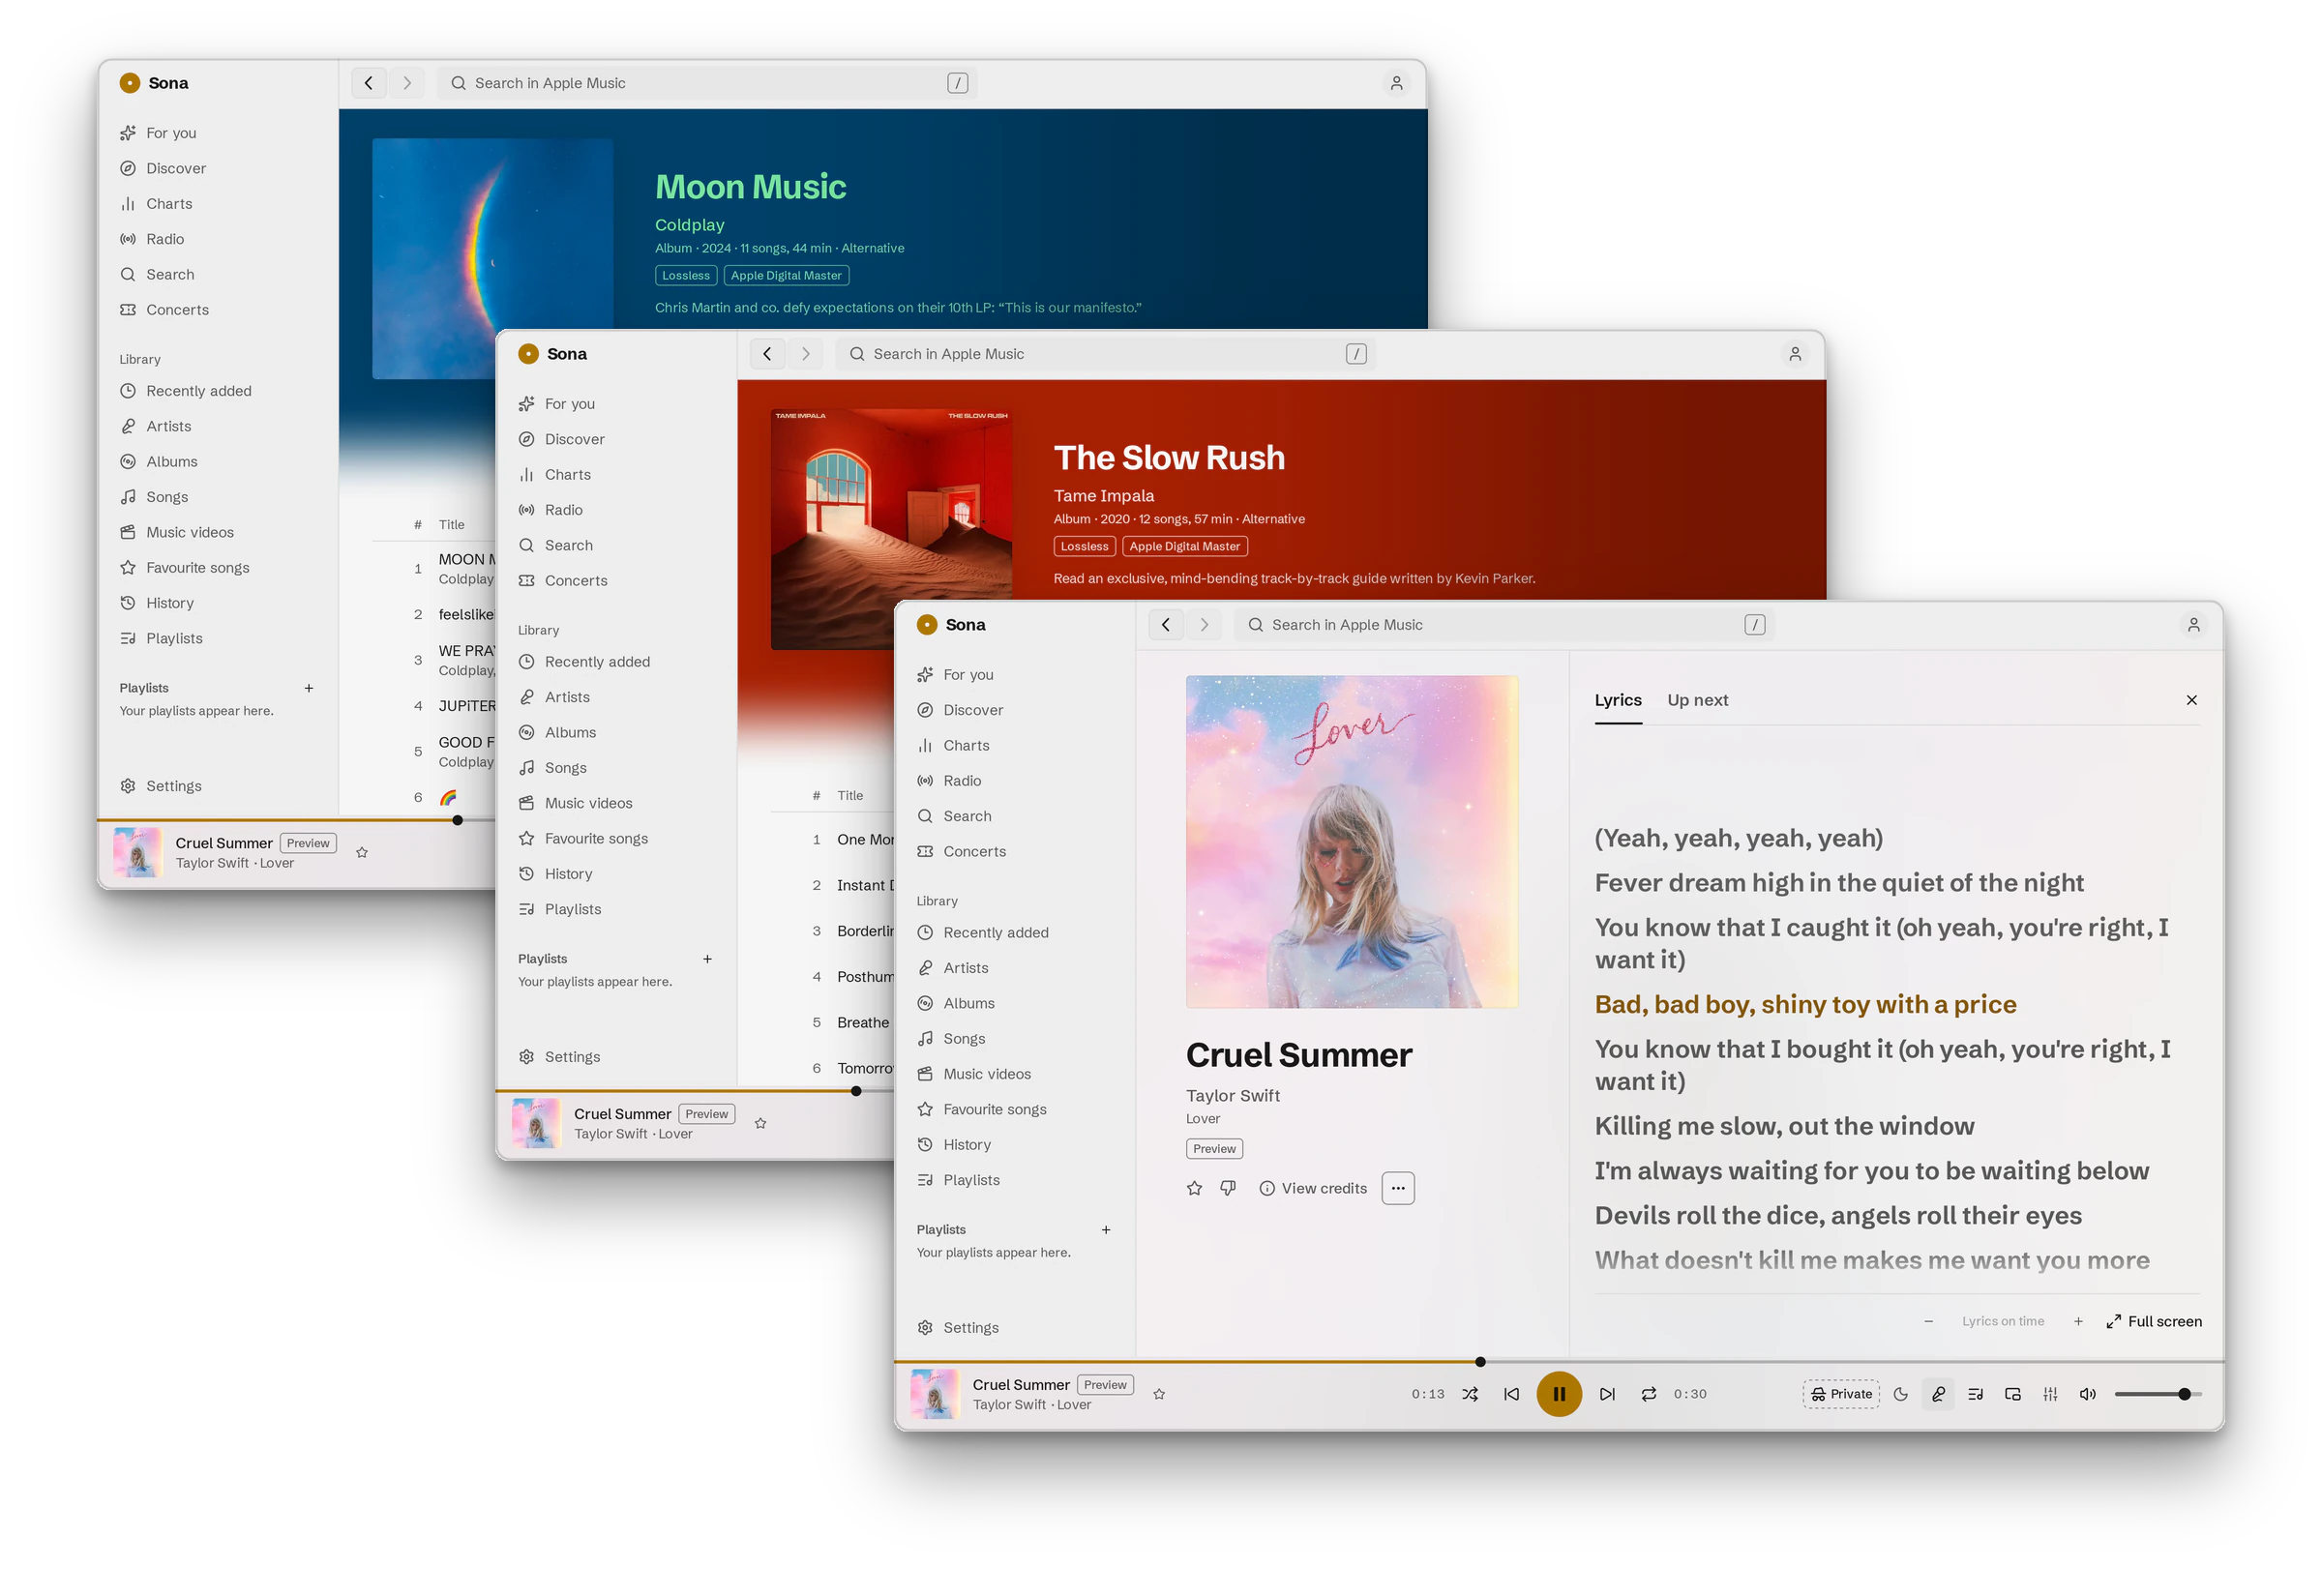 Sona
Search in Apple Music
/
For you
Discover
Charts
Radio
Search
Concerts
Library
Recently added
Artists
Albums
Songs
Music videos
Favourite songs
History
Playlists
Playlists
+
Your playlists appear here.
Settings
Moon Music
Coldplay
Album · 2024 · 11 songs, 44 min · Alternative
Lossless
Apple Digital Master
Chris Martin and co. defy expectations on their 10th LP: “This is our manifesto.”
# Title
1 MOON M
Coldplay
2 feelslike
3 WE PRA
Coldplay,
4 JUPiTER
5 GOOD F
Coldplay
6 🌈
Cruel Summer Preview
Taylor Swift · Lover
Sona
Search in Apple Music
/
For you
Discover
Charts
Radio
Search
Concerts
Library
Recently added
Artists
Albums
Songs
Music videos
Favourite songs
History
Playlists
Playlists
+
Your playlists appear here.
Settings
TAME IMPALA
THE SLOW RUSH
The Slow Rush
Tame Impala
Album · 2020 · 12 songs, 57 min · Alternative
Lossless
Apple Digital Master
Read an exclusive, mind-bending track-by-track guide written by Kevin Parker.
# Title
1 One Mor
2 Instant D
3 Borderlin
4 Posthum
5 Breathe
6 Tomorro
Cruel Summer Preview
Taylor Swift · Lover
Sona
Search in Apple Music
/
For you
Discover
Charts
Radio
Search
Concerts
Library
Recently added
Artists
Albums
Songs
Music videos
Favourite songs
History
Playlists
Playlists
+
Your playlists appear here.
Settings
Lover
Cruel Summer
Taylor Swift
Lover
Preview
View credits
Lyrics
Up next
(Yeah, yeah, yeah, yeah)
Fever dream high in the quiet of the night
You know that I caught it (oh yeah, you're right, I
want it)
Bad, bad boy, shiny toy with a price
You know that I bought it (oh yeah, you're right, I
want it)
Killing me slow, out the window
I'm always waiting for you to be waiting below
Devils roll the dice, angels roll their eyes
What doesn't kill me makes me want you more
− Lyrics on time +
Full screen
Cruel Summer Preview
Taylor Swift · Lover
0:13
0:30
Private